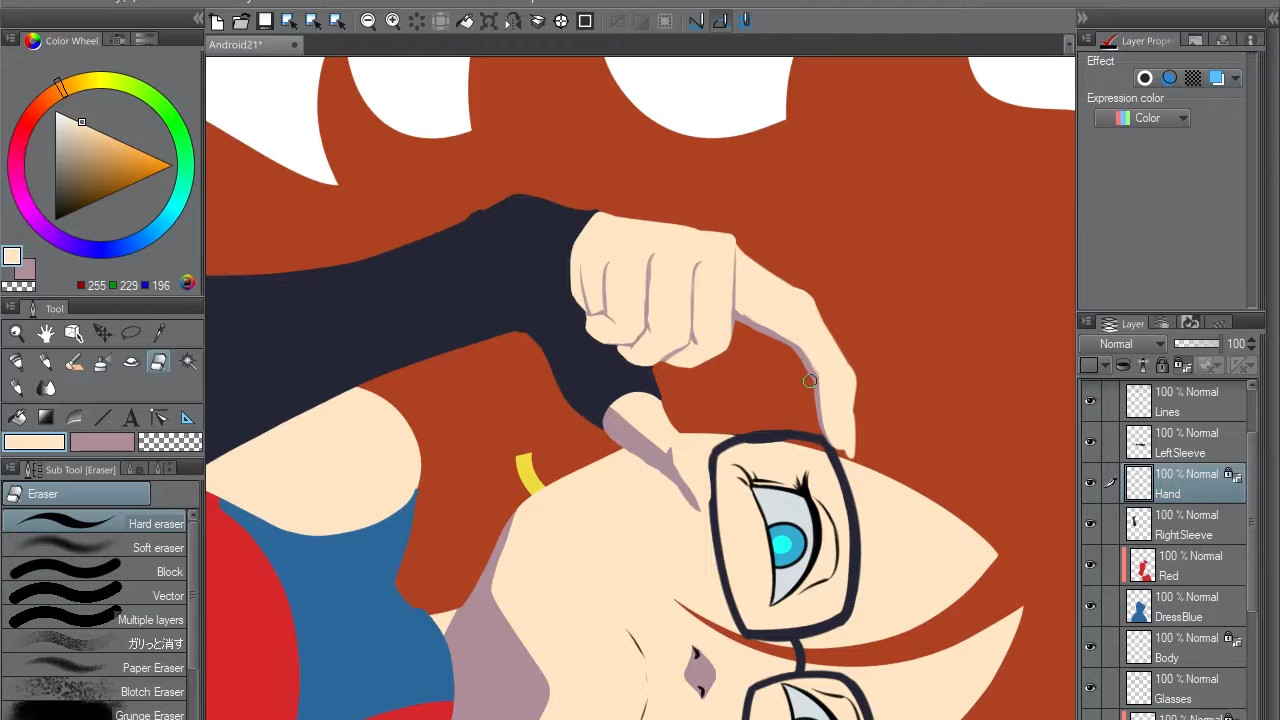 Android21*
Color Wheel
Layer Proper
Effect
Expression color
Color
255 229 196
Tool
Layer
Normal 100
100 % Normal
Lines
100 % Normal
LeftSleeve
100 % Normal
Hand
100 % Normal
RightSleeve
100 % Normal
Red
100 % Normal
DressBlue
100 % Normal
Body
100 % Normal
Glasses
100 % Normal
A
Sub Tool [Eraser]
Eraser
Hard eraser
Soft eraser
Block
Vector
Multiple layers
ガリっと消す
Paper Eraser
Blotch Eraser
Grunge Eraser